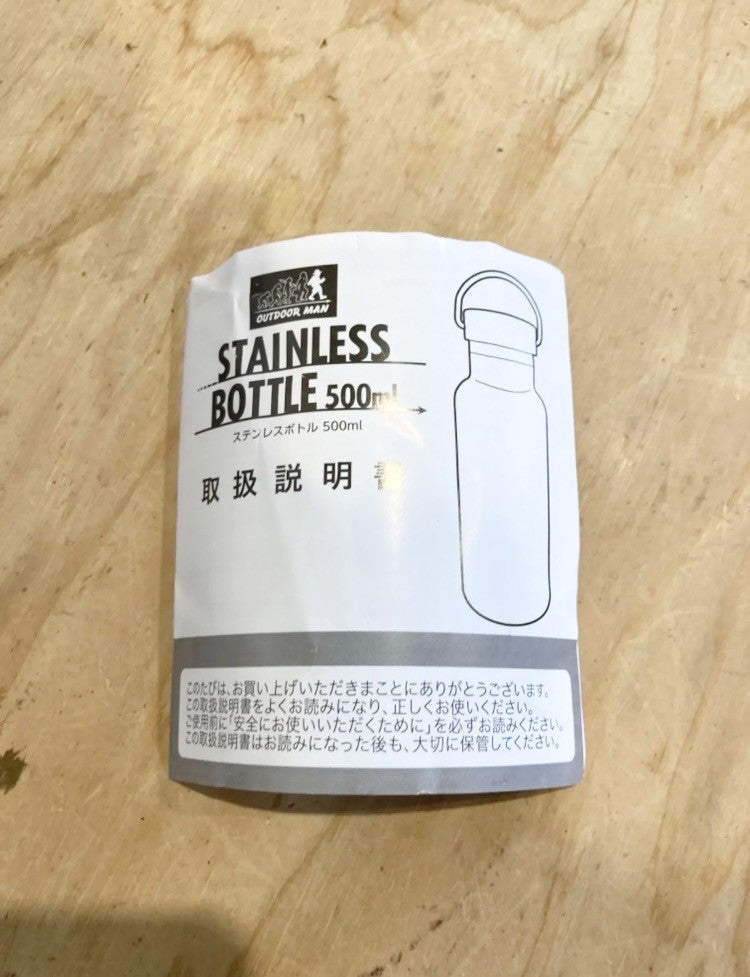 OUTDOOR MAN
STAINLESS
BOTTLE 500ml
ステンレスボトル 500ml
取扱説明書
このたびは、お買い上げいただきまことにありがとうございます。
この取扱説明書をよくお読みになり、正しくお使いください。
ご使用前に「安全にお使いいただくために」を必ずお読みください。
この取扱説明書はお読みになった後も、大切に保管してください。